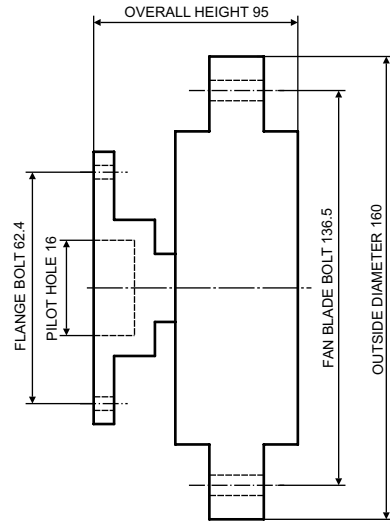 OVERALL HEIGHT 95
FLANGE BOLT 62.4
PILOT HOLE 16
FAN BLADE BOLT 136.5
OUTSIDE DIAMETER 160